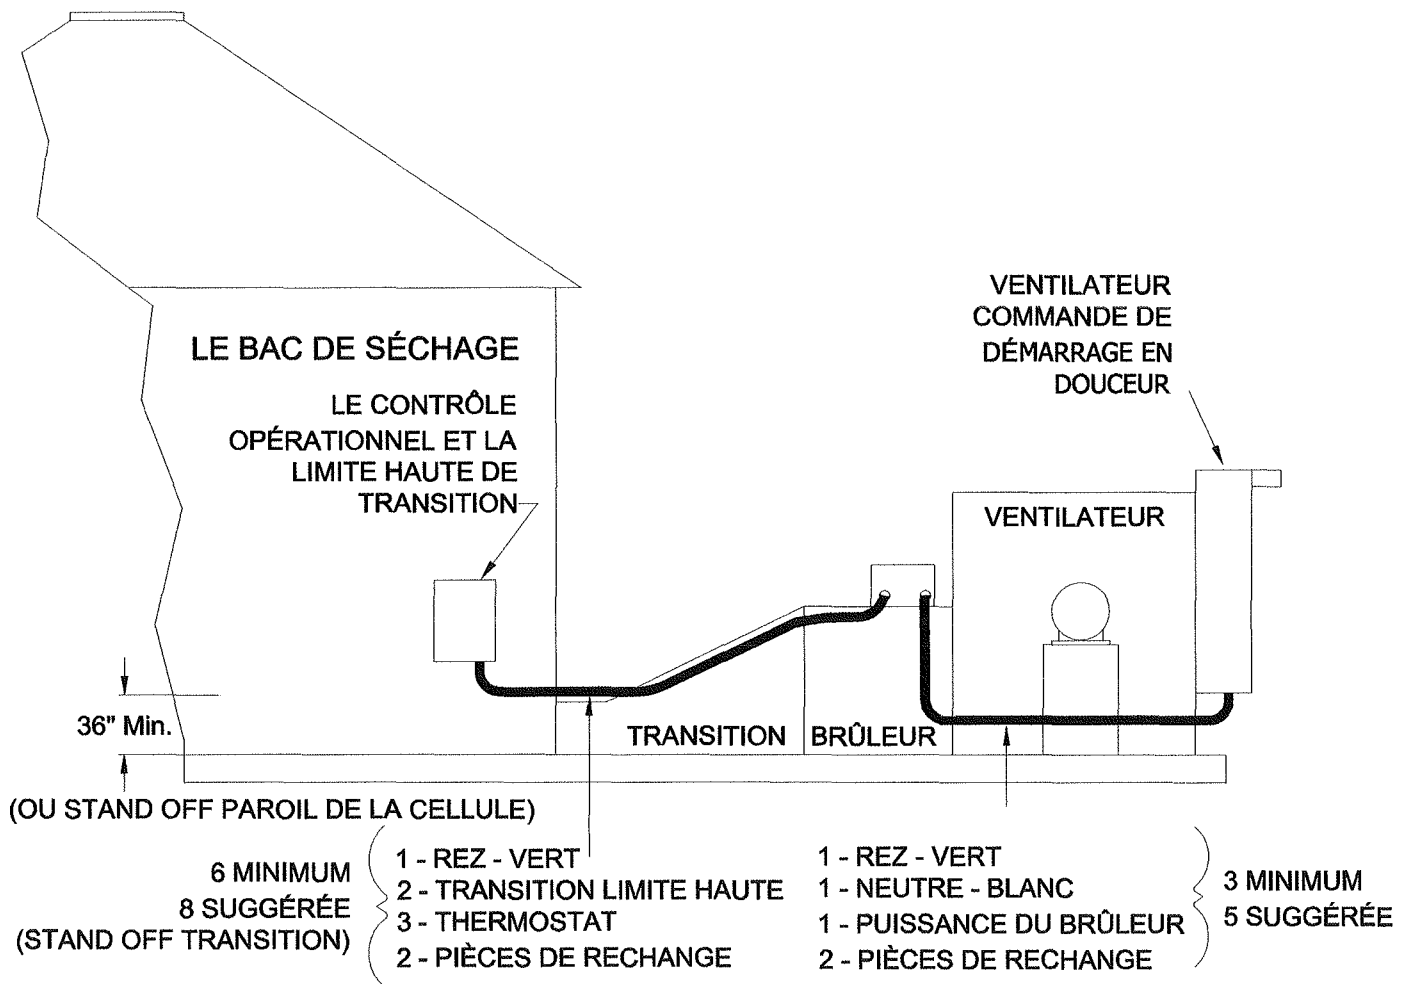 VENTILATEUR
COMMANDE DE
DÉMARRAGE EN
DOUCEUR
LE BAC DE SÉCHAGE
LE CONTRÔLE
OPÉRATIONNEL ET LA
LIMITE HAUTE DE
TRANSITION
VENTILATEUR
36" Min.
TRANSITION
BRÛLEUR
(OU STAND OFF PAROIL DE LA CELLULE)
6 MINIMUM
8 SUGGÉRÉE
(STAND OFF TRANSITION)
1 - REZ - VERT
2 - TRANSITION LIMITE HAUTE
3 - THERMOSTAT
2 - PIÈCES DE RECHANGE
1 - REZ - VERT
1 - NEUTRE - BLANC
1 - PUISSANCE DU BRÛLEUR
2 - PIÈCES DE RECHANGE
3 MINIMUM
5 SUGGÉRÉE